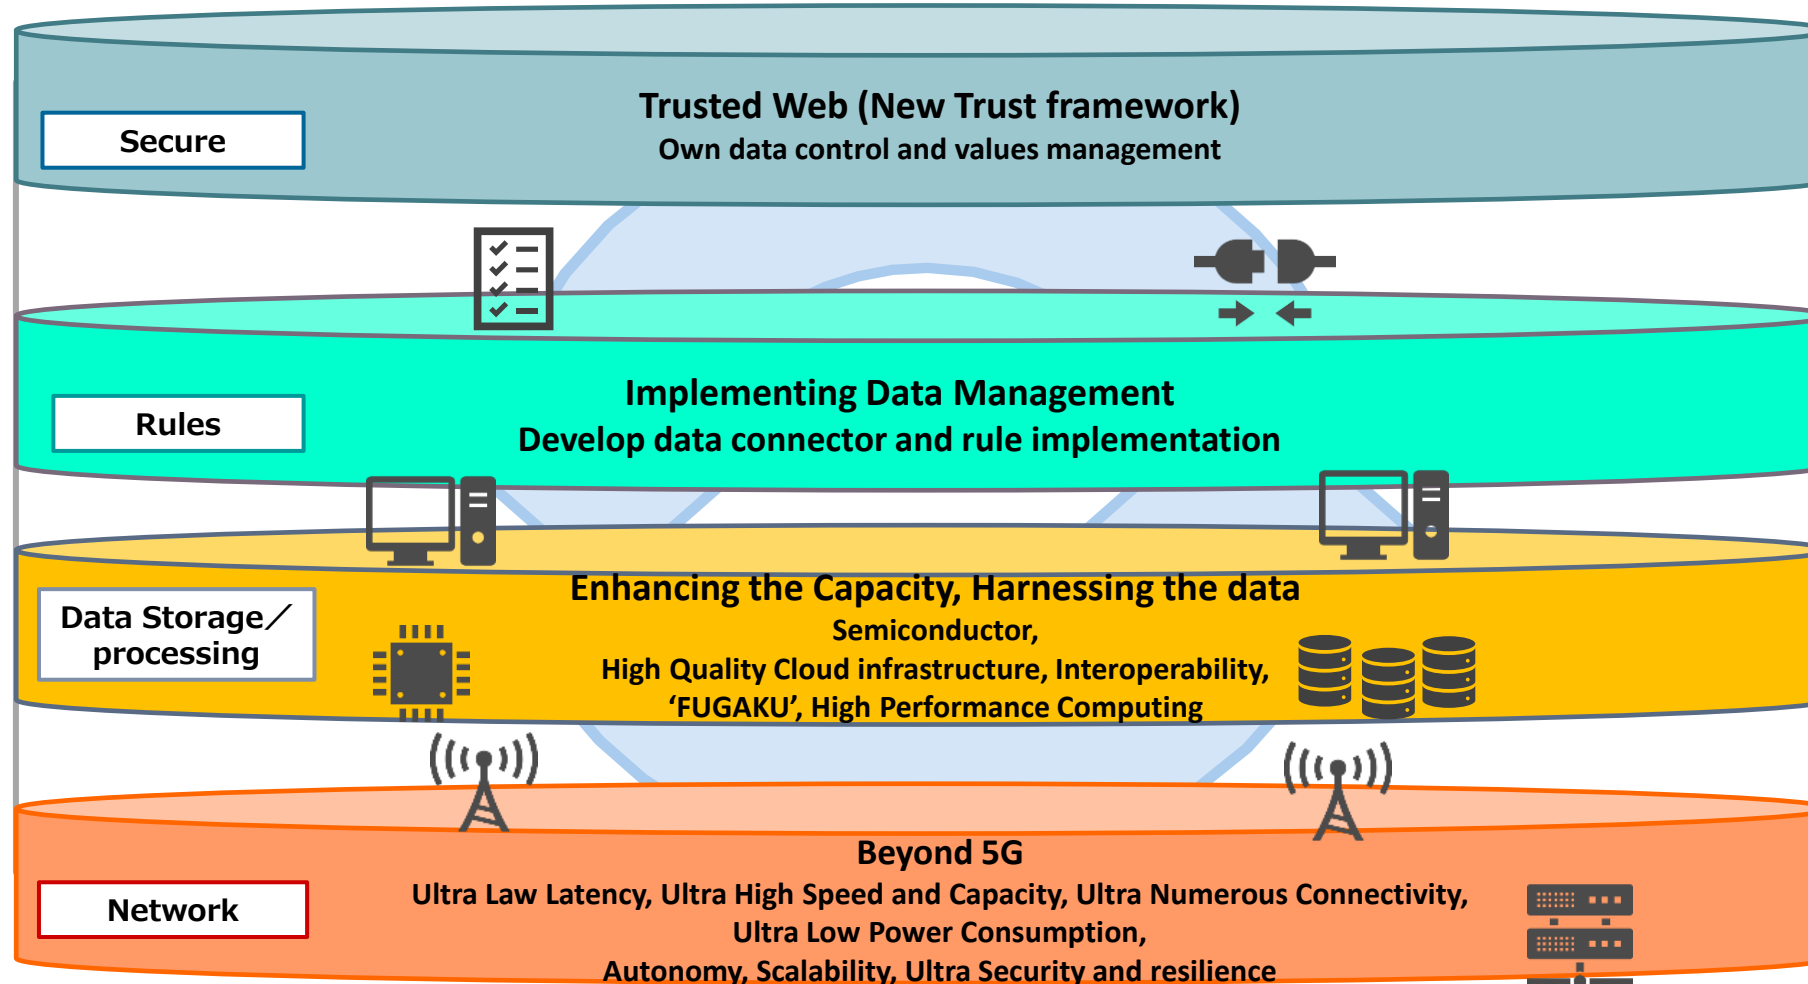 Trusted Web (New Trust framework)
Secure
Own data control and values management
Implementing Data Management
Rules
Develop data connector and rule implementation
Enhancing the Capacity, Harnessing the data
Data Storage／
processing
Semiconductor,
High Quality Cloud infrastructure, Interoperability,
‘FUGAKU’, High Performance Computing
Beyond 5G
Network
Ultra Law Latency, Ultra High Speed and Capacity, Ultra Numerous Connectivity,
Ultra Low Power Consumption,
Autonomy, Scalability, Ultra Security and resilience